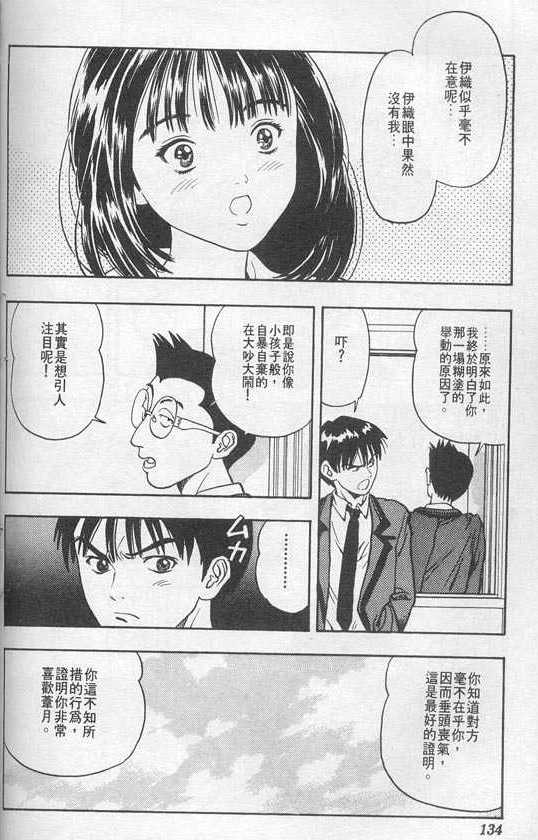 伊織似乎毫不
在意呢…
伊織眼中果然
沒有我…
……原來如此，
我終於明白了你
那一場糊塗的
舉動的原因了。
吓？
即是說你像
小孩子般，
自暴自棄的
在大吵大鬧！
其實是想引人
注目呢！
…………
ムカ
你知道對方
毫不在乎你，
因而垂頭喪氣，
這是最好的證明。
你這不知所
措的行為，
證明你非常
喜歡葦月。
134